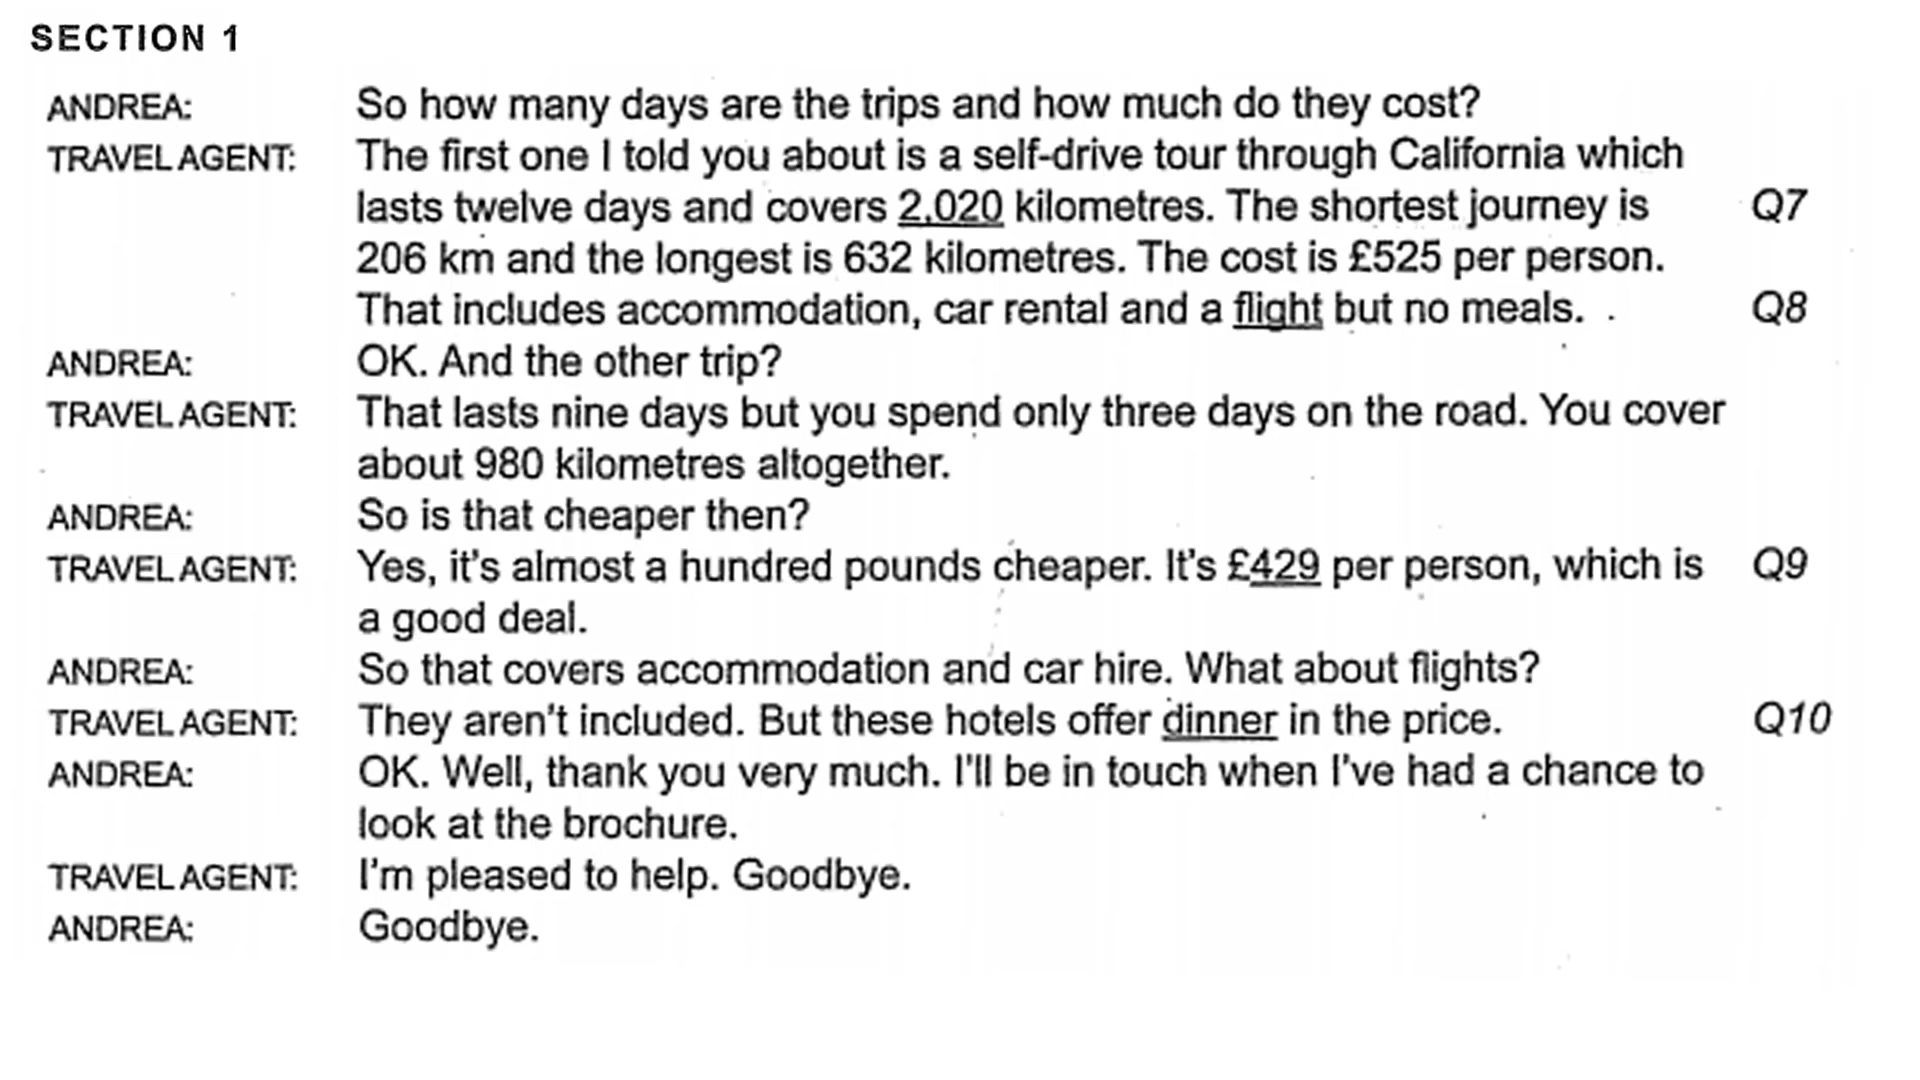 SECTION 1
ANDREA: So how many days are the trips and how much do they cost?
TRAVEL AGENT: The first one I told you about is a self-drive tour through California which
lasts twelve days and covers 2,020 kilometres. The shortest journey is Q7
206 km and the longest is 632 kilometres. The cost is £525 per person.
That includes accommodation, car rental and a flight but no meals. Q8
ANDREA: OK. And the other trip?
TRAVEL AGENT: That lasts nine days but you spend only three days on the road. You cover
about 980 kilometres altogether.
ANDREA: So is that cheaper then?
TRAVEL AGENT: Yes, it's almost a hundred pounds cheaper. It's £429 per person, which is Q9
a good deal.
ANDREA: So that covers accommodation and car hire. What about flights?
TRAVEL AGENT: They aren't included. But these hotels offer dinner in the price. Q10
ANDREA: OK. Well, thank you very much. I'll be in touch when I've had a chance to
look at the brochure.
TRAVEL AGENT: I'm pleased to help. Goodbye.
ANDREA: Goodbye.